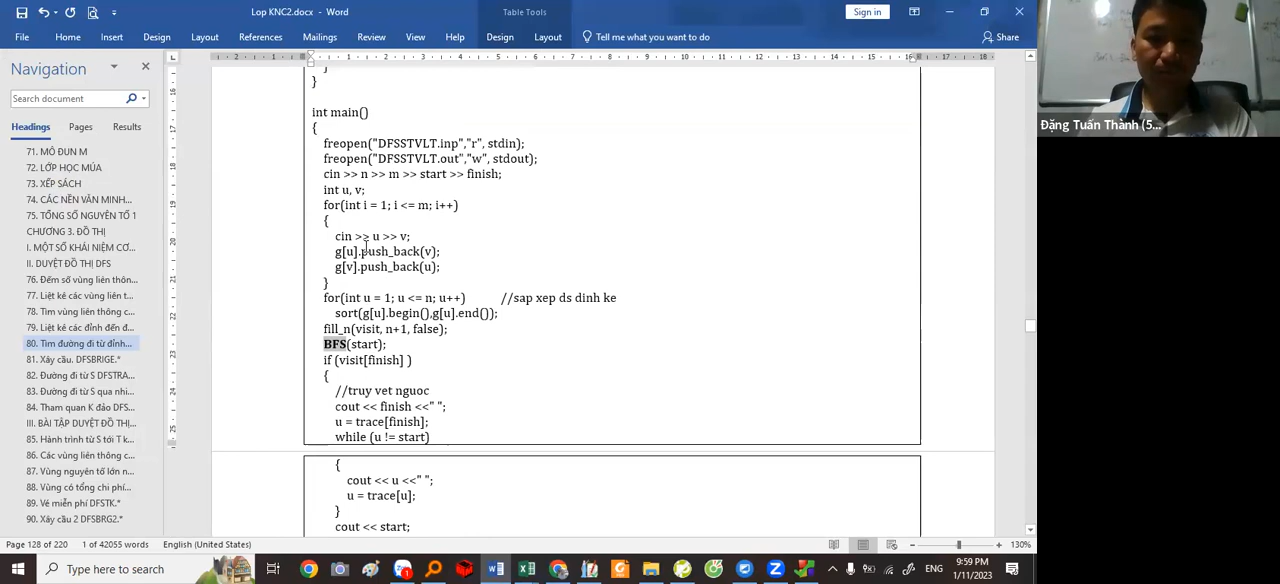 Lop KNC2.docx - Word
Table Tools
Sign in
File Home Insert Design Layout References Mailings Review View Help Design Layout Tell me what you want to do Share
Navigation
Search document
Headings Pages Results
71. MÔ ĐUN M
72. LỚP HỌC MÚA
73. XẾP SÁCH
74. CÁC NỀN VĂN MINH...
75. TỔNG SỐ NGUYÊN TỐ 1
CHƯƠNG 3. ĐỒ THỊ
I. MỘT SỐ KHÁI NIỆM CƠ...
II. DUYỆT ĐỒ THỊ DFS
76. Đếm số vùng liên thôn...
77. Liệt kê các vùng liên t...
78. Tìm vùng liên thông c...
79. Liệt kê các đỉnh đến đ...
80. Tìm đường đi từ đỉnh...
81. Xây cầu. DFSBRIGE.*
82. Đường đi từ S DFSTRA...
83. Đường đi từ S qua nhi...
84. Tham quan K đảo DFS...
III. BÀI TẬP DUYỆT ĐỒ THỊ...
85. Hành trình từ S tới T k...
86. Các vùng liên thông c...
87. Vùng nguyên tố lớn n...
88. Vùng có tổng chi phí...
89. Vé miễn phí DFSTK.*
90. Xây cầu 2 DFSBRG2.*
}
}
int main()
{
freopen("DFSSTVLT.inp","r", stdin);
freopen("DFSSTVLT.out","w", stdout);
cin >> n >> m >> start >> finish;
int u, v;
for(int i = 1; i <= m; i++)
{
cin >> u >> v;
g[u].push_back(v);
g[v].push_back(u);
}
for(int u = 1; u <= n; u++) //sap xep ds dinh ke
sort(g[u].begin(),g[u].end());
fill_n(visit, n+1, false);
BFS(start);
if (visit[finish] )
{
//truy vet nguoc
cout << finish <<" ";
u = trace[finish];
while (u != start)
{
cout << u <<" ";
u = trace[u];
}
cout << start;
Đặng Tuấn Thành (5...
Page 128 of 220 1 of 42055 words English (United States) 130%
Type here to search
ENG
9:59 PM
1/11/2023